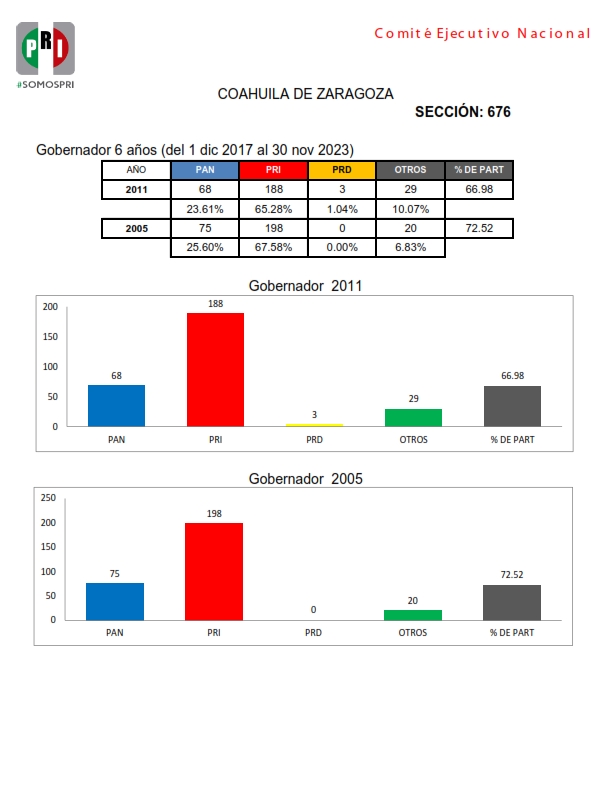 PRI
#SOMOSPRI
Comité Ejecutivo Nacional
COAHUILA DE ZARAGOZA
SECCIÓN: 676
Gobernador 6 años (del 1 dic 2017 al 30 nov 2023)
AÑO PAN PRI PRD OTROS % DE PART
2011 68 188 3 29 66.98
23.61% 65.28% 1.04% 10.07%
2005 75 198 0 20 72.52
25.60% 67.58% 0.00% 6.83%
Gobernador 2011
200
150
100
50
0
68
188
3
29
66.98
PAN PRI PRD OTROS % DE PART
Gobernador 2005
250
200
150
100
50
0
75
198
0
20
72.52
PAN PRI PRD OTROS % DE PART